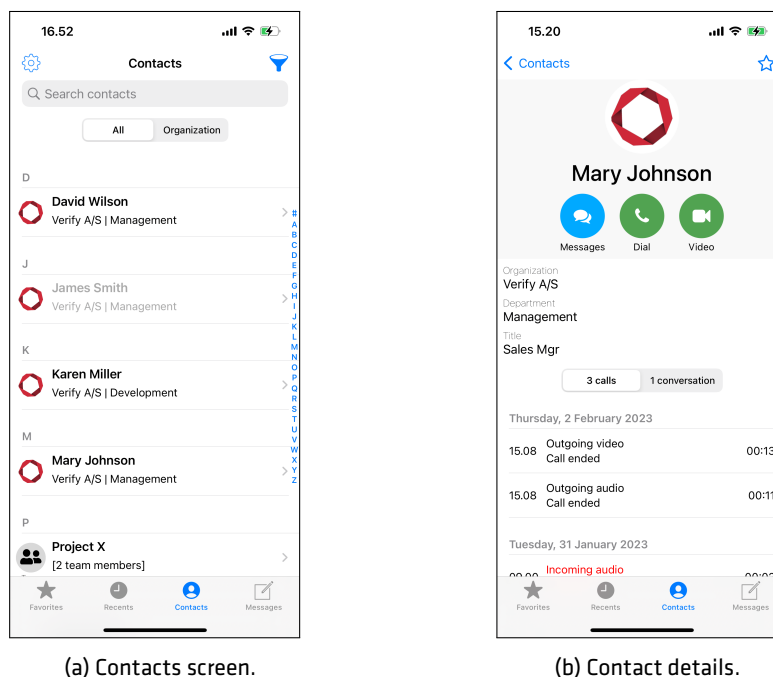 16.52
Contacts
Search contacts
All Organization
D
David Wilson
Verify A/S | Management
J
James Smith
Verify A/S | Management
K
Karen Miller
Verify A/S | Development
M
Mary Johnson
Verify A/S | Management
P
Project X
[2 team members]
#
A
B
C
D
E
F
G
H
I
J
K
L
M
N
O
P
Q
R
S
T
U
V
W
X
Y
Z
Favorites Recents Contacts Messages
(a) Contacts screen.
15.20
Contacts
Mary Johnson
Messages Dial Video
Organization
Verify A/S
Department
Management
Title
Sales Mgr
3 calls 1 conversation
Thursday, 2 February 2023
15.08 Outgoing video 00:13
Call ended
15.08 Outgoing audio 00:11
Call ended
Tuesday, 31 January 2023
Incoming audio
Favorites Recents Contacts Messages
(b) Contact details.